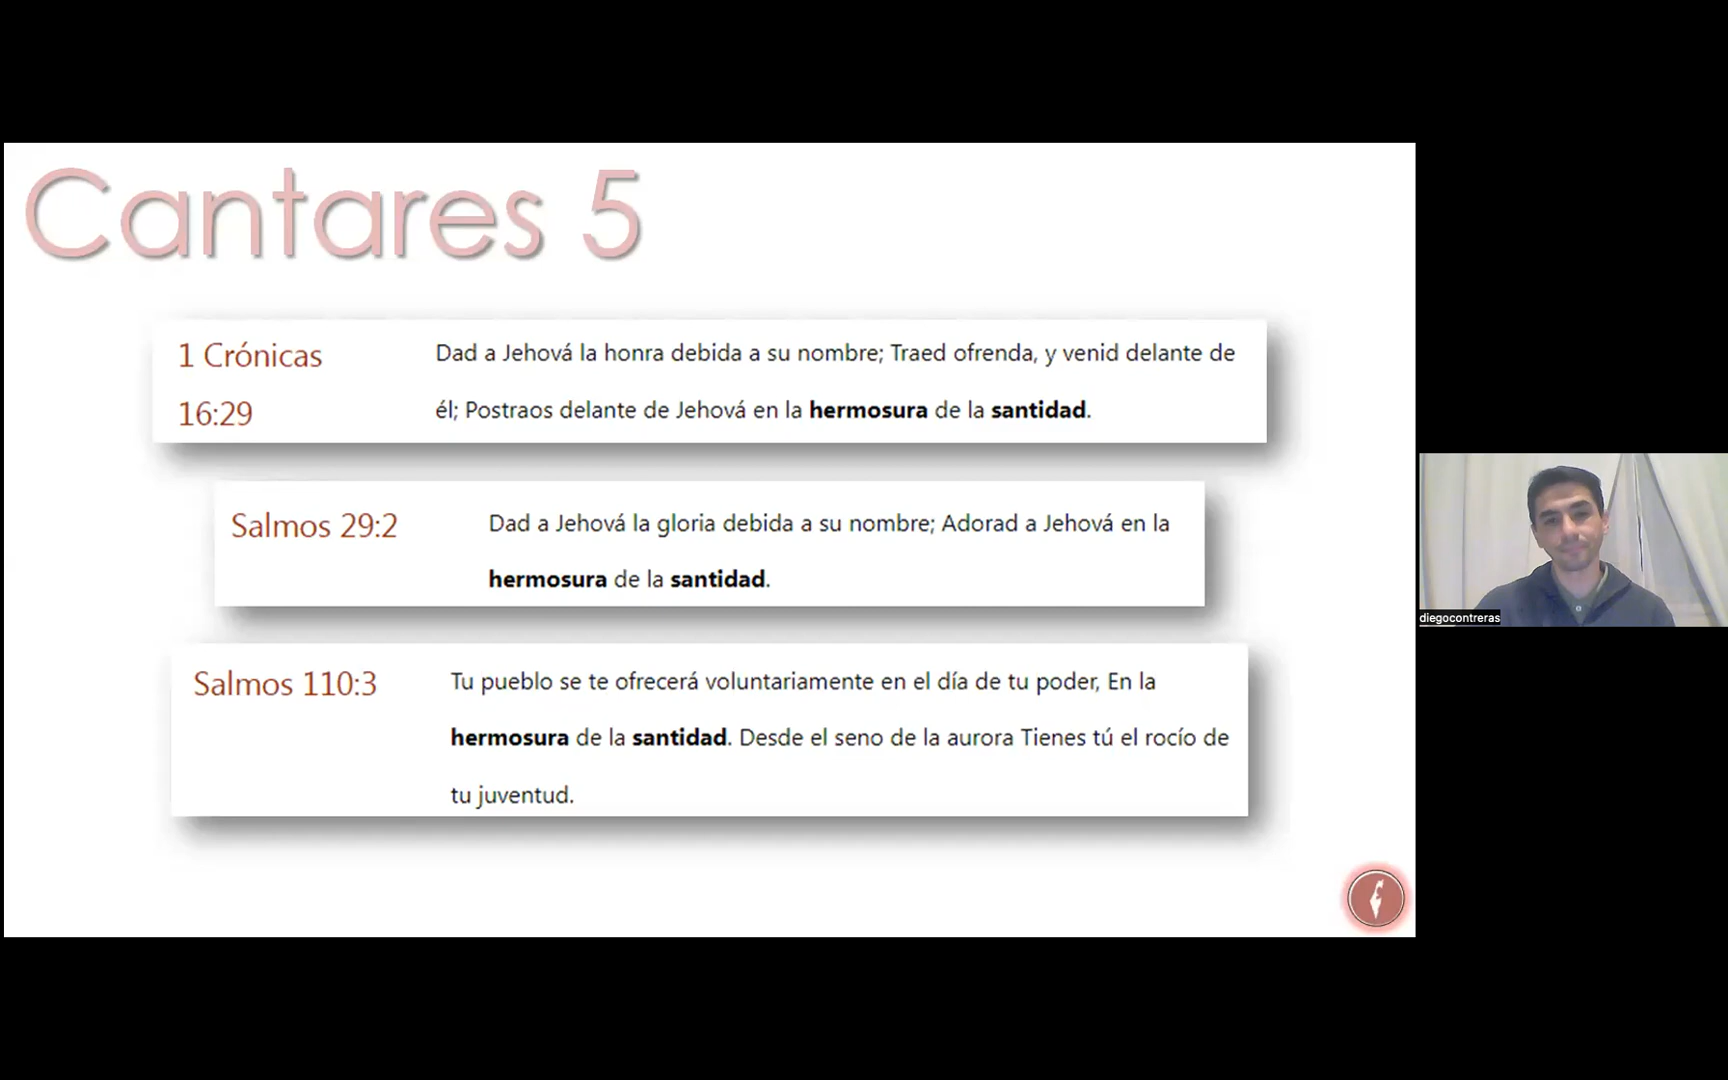 Cantares 5
1 Crónicas
16:29
Dad a Jehová la honra debida a su nombre; Traed ofrenda, y venid delante de
él; Postraos delante de Jehová en la hermosura de la santidad.
Salmos 29:2
Dad a Jehová la gloria debida a su nombre; Adorad a Jehová en la
hermosura de la santidad.
Salmos 110:3
Tu pueblo se te ofrecerá voluntariamente en el día de tu poder, En la
hermosura de la santidad. Desde el seno de la aurora Tienes tú el rocío de
tu juventud.
diegocontreras